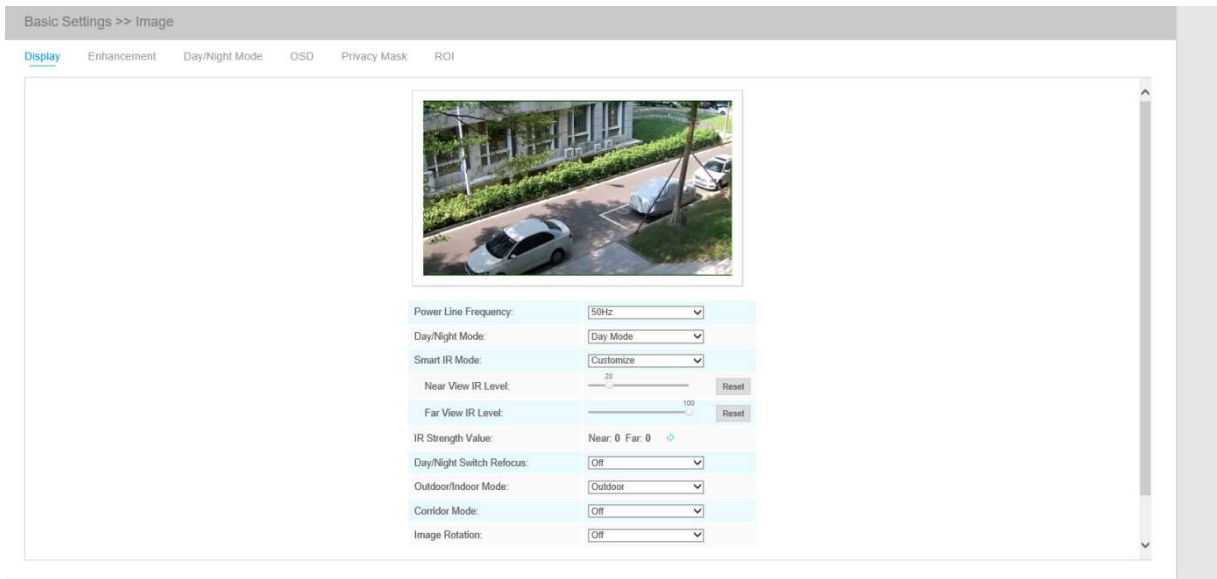 Basic Settings >> Image
Display Enhancement Day/Night Mode OSD Privacy Mask ROI
Power Line Frequency: 50Hz
Day/Night Mode: Day Mode
Smart IR Mode: Customize
20
Near View IR Level: Reset
100
Far View IR Level: Reset
IR Strength Value: Near: 0 Far: 0
Day/Night Switch Refocus: Off
Outdoor/Indoor Mode: Outdoor
Corridor Mode: Off
Image Rotation: Off